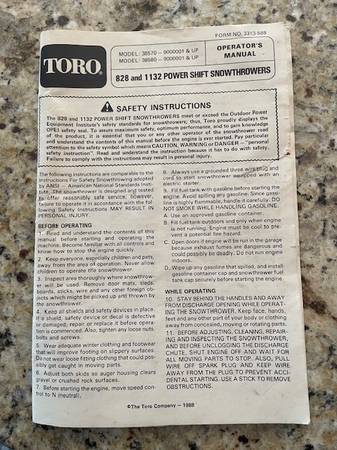 FORM NO. 3313-588
TORO®
MODEL: 38570 — 9000001 & UP
MODEL: 38580 — 9000001 & UP
OPERATOR'S
MANUAL
828 and 1132 POWER SHIFT SNOWTHROWERS
SAFETY INSTRUCTIONS
The 828 and 1132 POWER SHIFT SNOWTHROWERS meet or exceed the Outdoor Power
Equipment Institute's safety standards for snowthrowers; thus, Toro proudly displays the
OPEI safety seal. To assure maximum safety, optimum performance, and to gain knowledge
of the product, it is essential that you or any other operator of the snowthrower read
and understand the contents of this manual before the engine is ever started. Pay particular
attention to the safety symbol which means CAUTION, WARNING or DANGER — "personal
safety instruction". Read and understand the instruction because it has to do with safety.
Failure to comply with the instructions may result in personal injury.
The following instructions are comparable to the
Instructions For Safety Snowthrowing adopted
by ANSI — American National Standards Insti-
tute. The snowthrower is designed and tested
to offer reasonably safe service; however,
failure to operate it in accordance with the fol-
lowing Safety Instructions MAY RESULT IN
PERSONAL INJURY.
BEFORE OPERATING
1. Read and understand the contents of this
manual before starting and operating the
machine. Become familiar with all controls and
know how to stop the engine quickly.
2. Keep everyone, especially children and pets,
away from the area of operation. Never allow
children to operate the snowthrower.
3. Inspect area thoroughly where snowthrow-
er will be used. Remove door mats, sleds,
boards, sticks, wire and any other foreign ob-
jects which might be picked up and thrown by
the snowthrower.
4. Keep all shields and safety devices in place.
If a shield, safety device or decal is defective
or damaged, repair or replace it before opera-
tion is commenced. Also, tighten any loose nuts,
bolts and screws.
5. Wear adequate winter clothing and footwear
that will improve footing on slippery surfaces.
Do not wear loose fitting clothing that could possi-
bly get caught in moving parts.
6. Adjust both skids so auger housing clears
gravel or crushed rock surfaces.
7. Before starting the engine, move speed con-
trol to N (neutral).
8. Always use a grounded three wire plug and
cord to start snowthrower equipped with an
electric starter.
9. Fill fuel tank with gasoline before starting the
engine. Avoid spilling any gasoline. Since gaso-
line is highly flammable, handle it carefully. DO
NOT SMOKE WHILE HANDLING GASOLINE.
A. Use an approved gasoline container.
B. Fill fuel tank outdoors and only when engine
is not running. Engine must be cool to pre-
vent a potential fire hazard.
C. Open doors if engine will be run in the garage
because exhaust fumes are dangerous and
could possibly be deadly. Do not run engine
indoors.
D. Wipe up any gasoline that spilled, and install
gasoline container cap and snowthrower fuel
tank cap securely before starting the engine.
WHILE OPERATING
10. STAY BEHIND THE HANDLES AND AWAY
FROM DISCHARGE OPENING WHILE OPERAT-
ING THE SNOWTHROWER. Keep face, hands,
feet and any other part of your body or clothing
away from concealed, moving or rotating parts.
11. BEFORE ADJUSTING, CLEANING, REPAIR-
ING AND INSPECTING THE SNOWTHROWER,
AND BEFORE UNCLOGGING THE DISCHARGE
CHUTE, SHUT ENGINE OFF AND WAIT FOR
ALL MOVING PARTS TO STOP. ALSO, PULL
WIRE OFF SPARK PLUG AND KEEP WIRE
AWAY FROM THE PLUG TO PREVENT ACCI-
DENTAL STARTING. USE A STICK TO REMOVE
OBSTRUCTIONS.
©The Toro Company — 1988